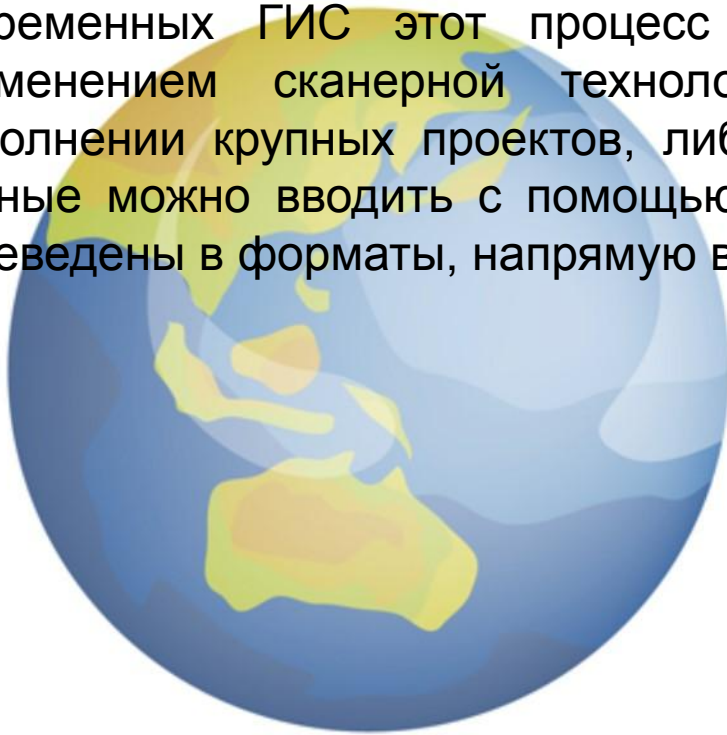 ременных ГИС этот процесс
менением сканерной техноло
олнении крупных проектов, либ
ные можно вводить с помощью
еведены в форматы, напрямую в